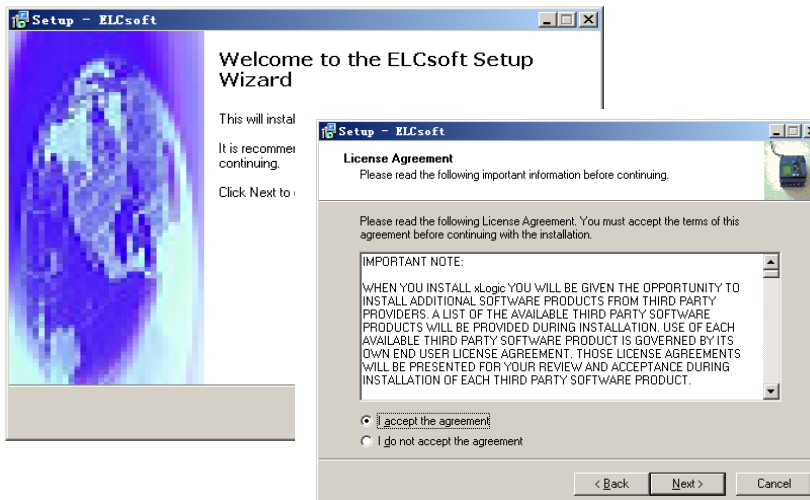 Setup - ELCsoft
Welcome to the ELCsoft Setup
Wizard
This will instal
It is recommen
continuing.
Click Next to
Setup - ELCsoft
License Agreement
Please read the following important information before continuing.
Please read the following License Agreement. You must accept the terms of this
agreement before continuing with the installation.
IMPORTANT NOTE:
WHEN YOU INSTALL xLogic YOU WILL BE GIVEN THE OPPORTUNITY TO
INSTALL ADDITIONAL SOFTWARE PRODUCTS FROM THIRD PARTY
PROVIDERS. A LIST OF THE AVAILABLE THIRD PARTY SOFTWARE
PRODUCTS WILL BE PROVIDED DURING INSTALLATION. USE OF EACH
AVAILABLE THIRD PARTY SOFTWARE PRODUCT IS GOVERNED BY ITS
OWN END USER LICENSE AGREEMENT. THOSE LICENSE AGREEMENTS
WILL BE PRESENTED FOR YOUR REVIEW AND ACCEPTANCE DURING
INSTALLATION OF EACH THIRD PARTY SOFTWARE PRODUCT.
I accept the agreement
I do not accept the agreement
< Back
Next >
Cancel